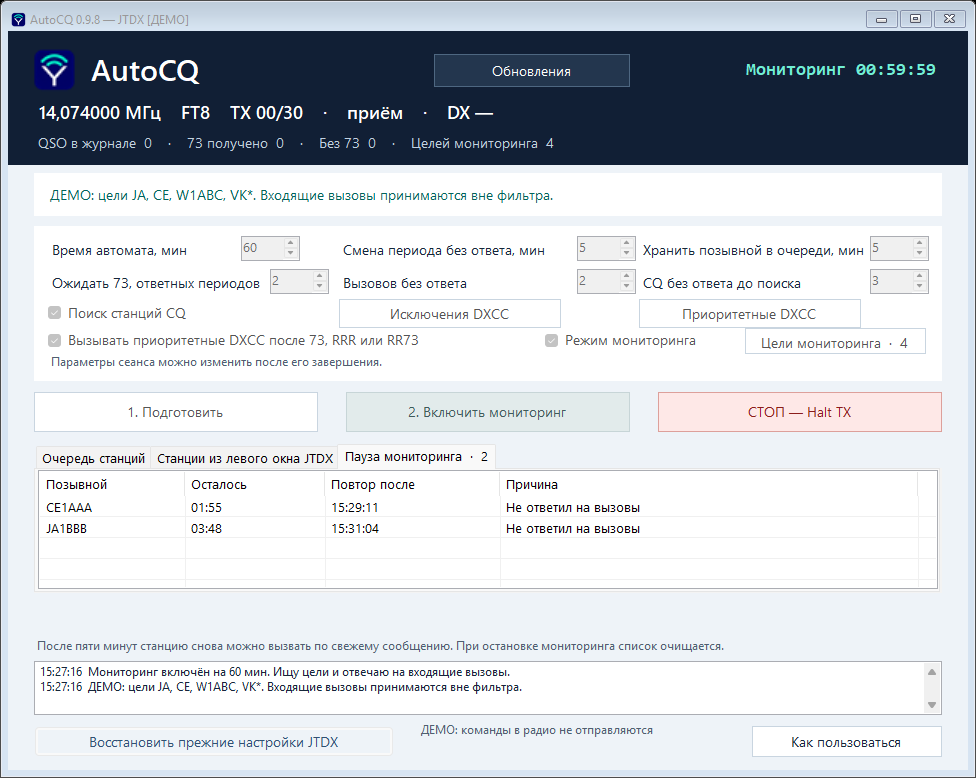 AutoCQ 0.9.8 — JTDX [ДЕМО]
AutoCQ
Обновления
Мониторинг 00:59:59
14,074000 МГц FT8 TX 00/30 · приём · DX —
QSO в журнале 0 · 73 получено 0 · Без 73 0 · Целей мониторинга 4
ДЕМО: цели JA, CE, W1ABC, VK*. Входящие вызовы принимаются вне фильтра.
Время автомата, мин 60 Смена периода без ответа, мин 5 Хранить позывной в очереди, мин 5
Ожидать 73, ответных периодов 2 Вызовов без ответа 2 CQ без ответа до поиска 3
Поиск станций CQ Исключения DXCC Приоритетные DXCC
Вызывать приоритетные DXCC после 73, RRR или RR73 Режим мониторинга Цели мониторинга · 4
Параметры сеанса можно изменить после его завершения.
1. Подготовить 2. Включить мониторинг СТОП — Halt TX
Очередь станций Станции из левого окна JTDX Пауза мониторинга · 2
Позывной Осталось Повтор после Причина
CE1AAA 01:55 15:29:11 Не ответил на вызовы
JA1BBB 03:48 15:31:04 Не ответил на вызовы
После пяти минут станцию снова можно вызвать по свежему сообщению. При остановке мониторинга список очищается.
15:27:16 Мониторинг включён на 60 мин. Ищу цели и отвечаю на входящие вызовы.
15:27:16 ДЕМО: цели JA, CE, W1ABC, VK*. Входящие вызовы принимаются вне фильтра.
Восстановить прежние настройки JTDX ДЕМО: команды в радио не отправляются Как пользоваться